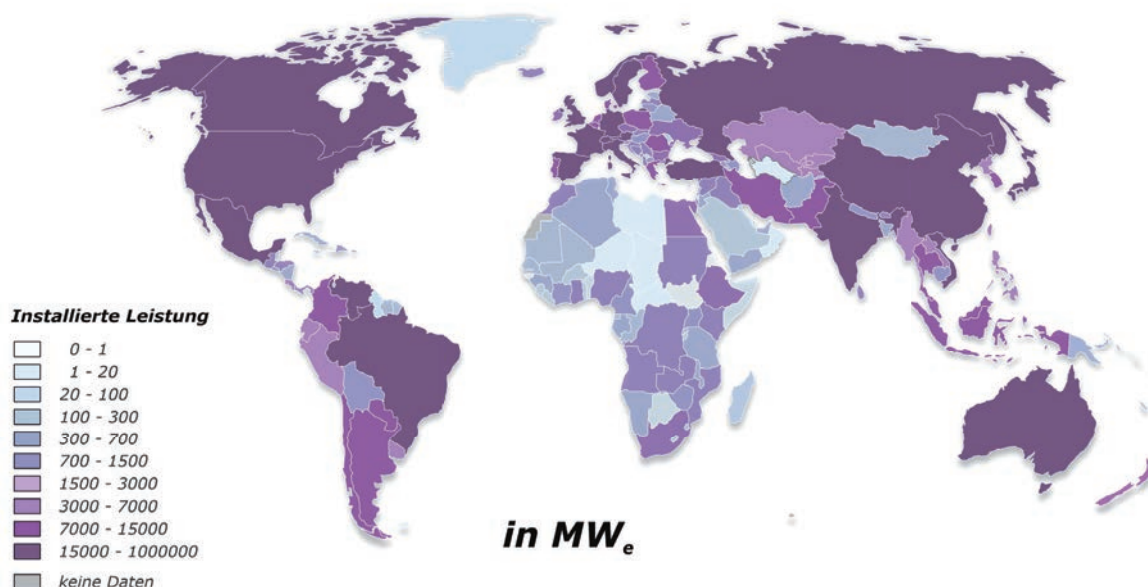 Installierte Leistung
0 - 1
1 - 20
20 - 100
100 - 300
300 - 700
700 - 1500
1500 - 3000
3000 - 7000
7000 - 15000
15000 - 1000000
keine Daten
in MWₑ